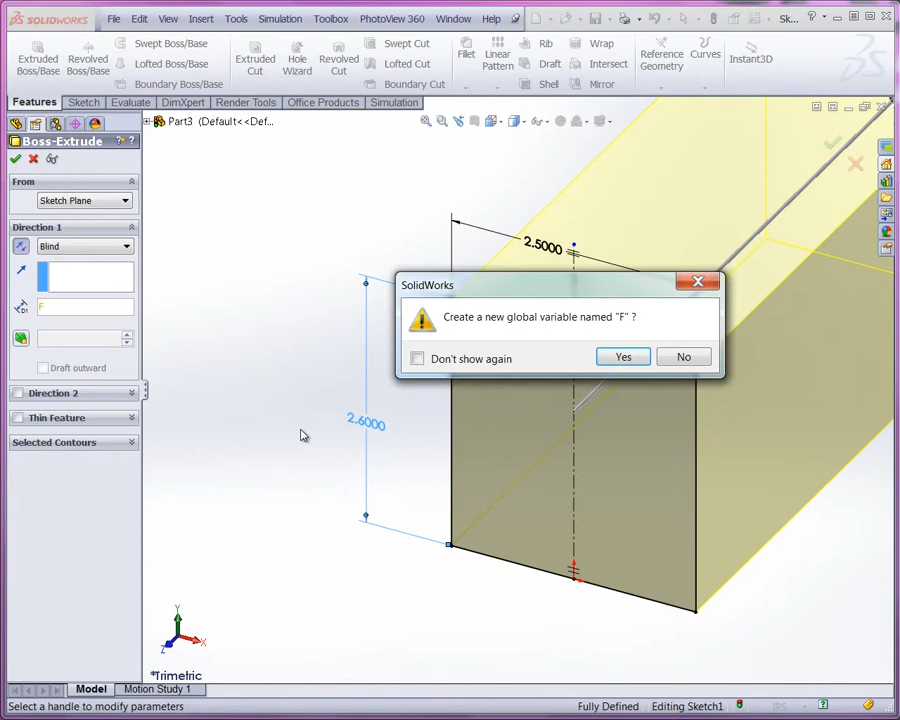 SOLIDWORKS File Edit View Insert Tools Simulation Toolbox PhotoView 360 Window Help Sk... ?
Extruded Boss/Base
Revolved Boss/Base
Swept Boss/Base
Lofted Boss/Base
Boundary Boss/Base
Extruded Cut
Hole Wizard
Revolved Cut
Swept Cut
Lofted Cut
Boundary Cut
Fillet
Linear Pattern
Rib
Draft
Shell
Wrap
Intersect
Mirror
Reference Geometry
Curves
Instant3D
Features Sketch Evaluate DimXpert Render Tools Office Products Simulation
Part3 (Default<<Def...
Boss-Extrude
From
Sketch Plane
Direction 1
Blind
F
Draft outward
Direction 2
Thin Feature
Selected Contours
2.5000
2.6000
SolidWorks
Create a new global variable named "F" ?
Don't show again
Yes
No
Y
X
Z
*Trimetric
Model Motion Study 1
Select a handle to modify parameters Fully Defined Editing Sketch1 IPS